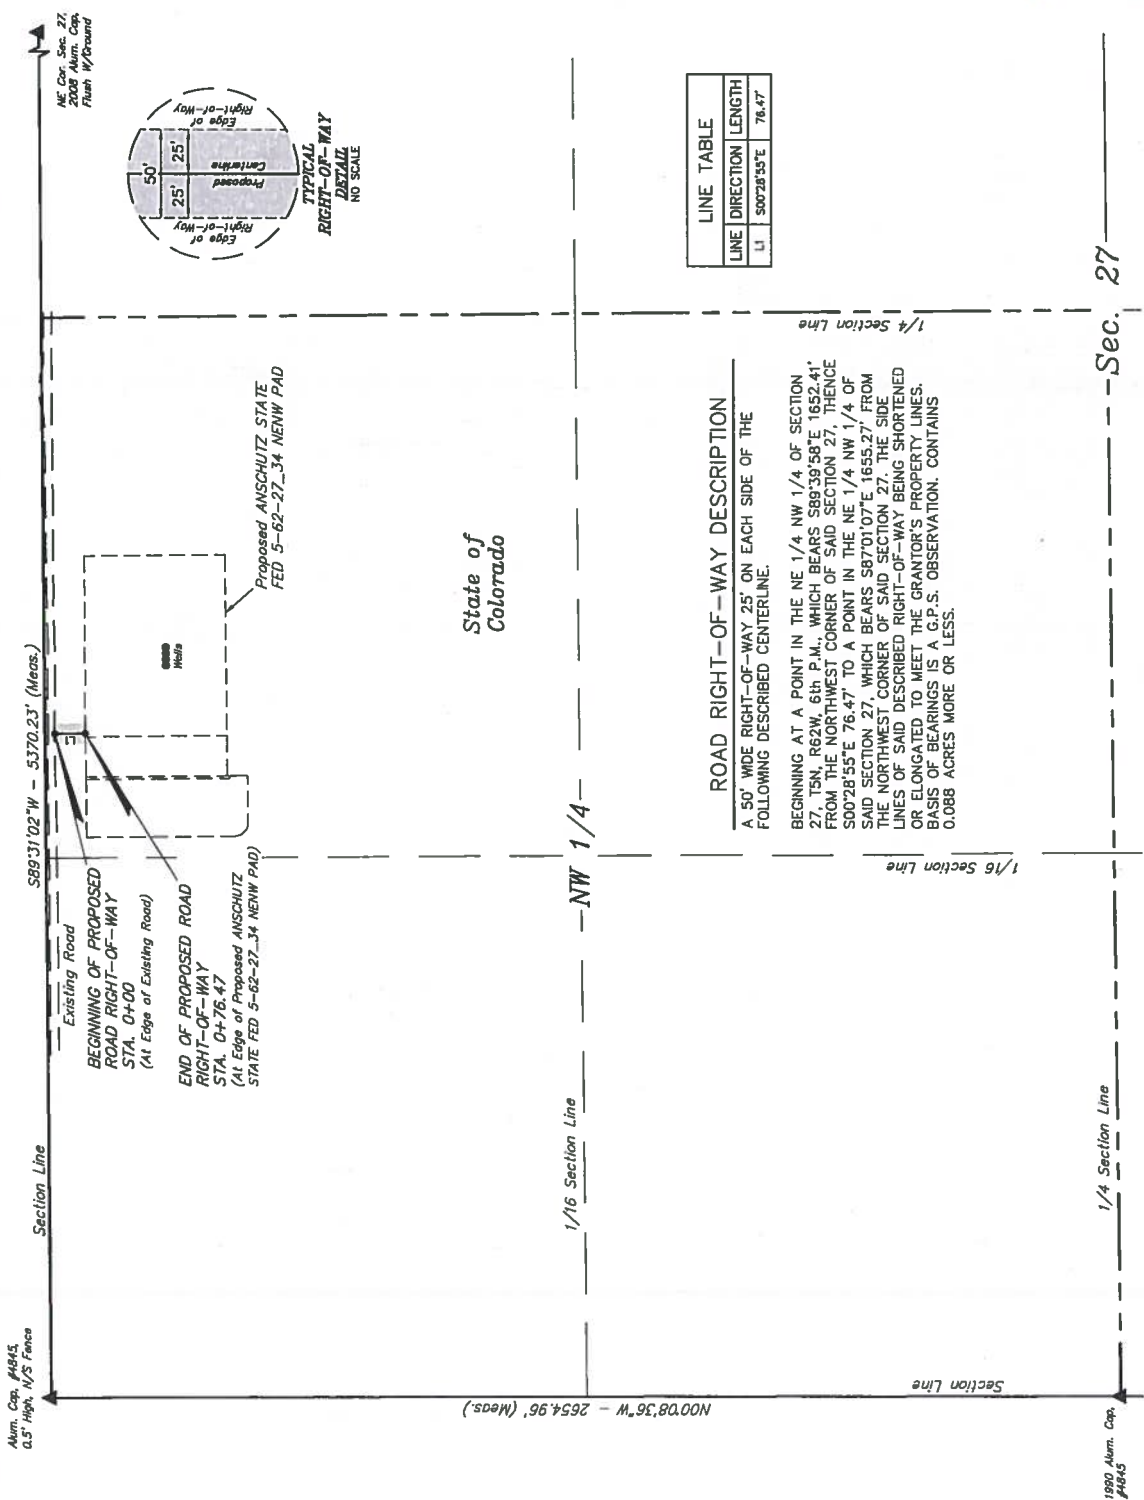 Alum. Cap, #4845,
0.5' High, N/S Fence
Section Line
S89°31'02"W - 5370.23' (Meas.)
NE Cor. Sec. 27,
2008 Alum. Cap,
Flush W/Ground
Existing Road
BEGINNING OF PROPOSED
ROAD RIGHT-OF-WAY
STA. 0+00
(At Edge of Existing Road)
END OF PROPOSED ROAD
RIGHT-OF-WAY
STA. 0+76.47
(At Edge of Proposed ANSCHUTZ
STATE FED 5-62-27_34 NENW PAD)
L1
Wells
Proposed ANSCHUTZ STATE
FED 5-62-27_34 NENW PAD
Edge of
Right-of-Way
50'
25'
25'
Proposed
Centerline
Edge of
Right-of-Way
TYPICAL
RIGHT-OF-WAY
DETAIL
NO SCALE
State of
Colorado
1/16 Section Line
NW 1/4
LINE TABLE
LINE DIRECTION LENGTH
L1 S00°28'55"E 76.47'
ROAD RIGHT-OF-WAY DESCRIPTION
A 50' WIDE RIGHT-OF-WAY 25' ON EACH SIDE OF THE
FOLLOWING DESCRIBED CENTERLINE.
BEGINNING AT A POINT IN THE NE 1/4 NW 1/4 OF SECTION
27, T5N, R62W, 6th P.M., WHICH BEARS S89°39'58"E 1652.41'
FROM THE NORTHWEST CORNER OF SAID SECTION 27, THENCE
S00°28'55"E 76.47' TO A POINT IN THE NE 1/4 NW 1/4 OF
SAID SECTION 27, WHICH BEARS S87°01'07"E 1655.27' FROM
THE NORTHWEST CORNER OF SAID SECTION 27. THE SIDE
LINES OF SAID DESCRIBED RIGHT-OF-WAY BEING SHORTENED
OR ELONGATED TO MEET THE GRANTOR'S PROPERTY LINES.
BASIS OF BEARINGS IS A G.P.S. OBSERVATION. CONTAINS
0.088 ACRES MORE OR LESS.
1/4 Section Line
1/16 Section Line
N00°08'36"W - 2654.96' (Meas.)
Section Line
1990 Alum. Cap,
#4845
1/4 Section Line
Sec. 27